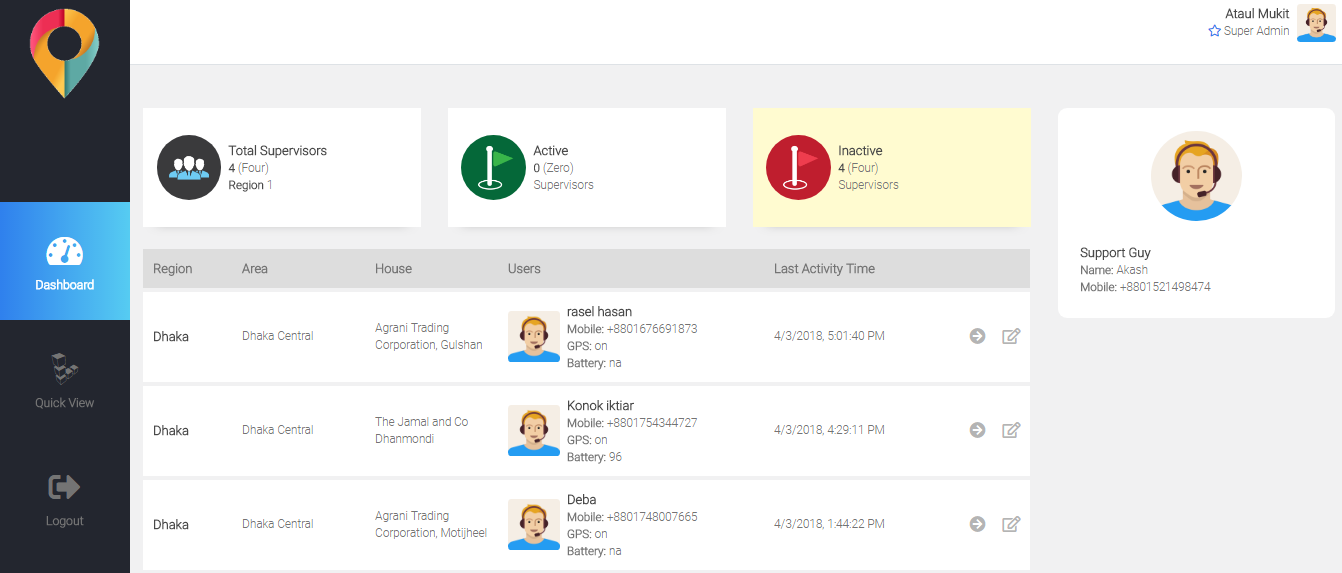 Ataul Mukit
Super Admin
Total Supervisors
4 (Four)
Region 1
Active
0 (Zero)
Supervisors
Inactive
4 (Four)
Supervisors
Support Guy
Name: Akash
Mobile: +8801521498474
Dashboard
Quick View
Logout
Region Area House Users Last Activity Time
Dhaka
Dhaka Central
Agrani Trading
Corporation, Gulshan
rasel hasan
Mobile: +8801676691873
GPS: on
Battery: na
4/3/2018, 5:01:40 PM
Dhaka
Dhaka Central
The Jamal and Co
Dhanmondi
Konok iktiar
Mobile: +8801754344727
GPS: on
Battery: 96
4/3/2018, 4:29:11 PM
Dhaka
Dhaka Central
Agrani Trading
Corporation, Motijheel
Deba
Mobile: +8801748007665
GPS: on
Battery: na
4/3/2018, 1:44:22 PM